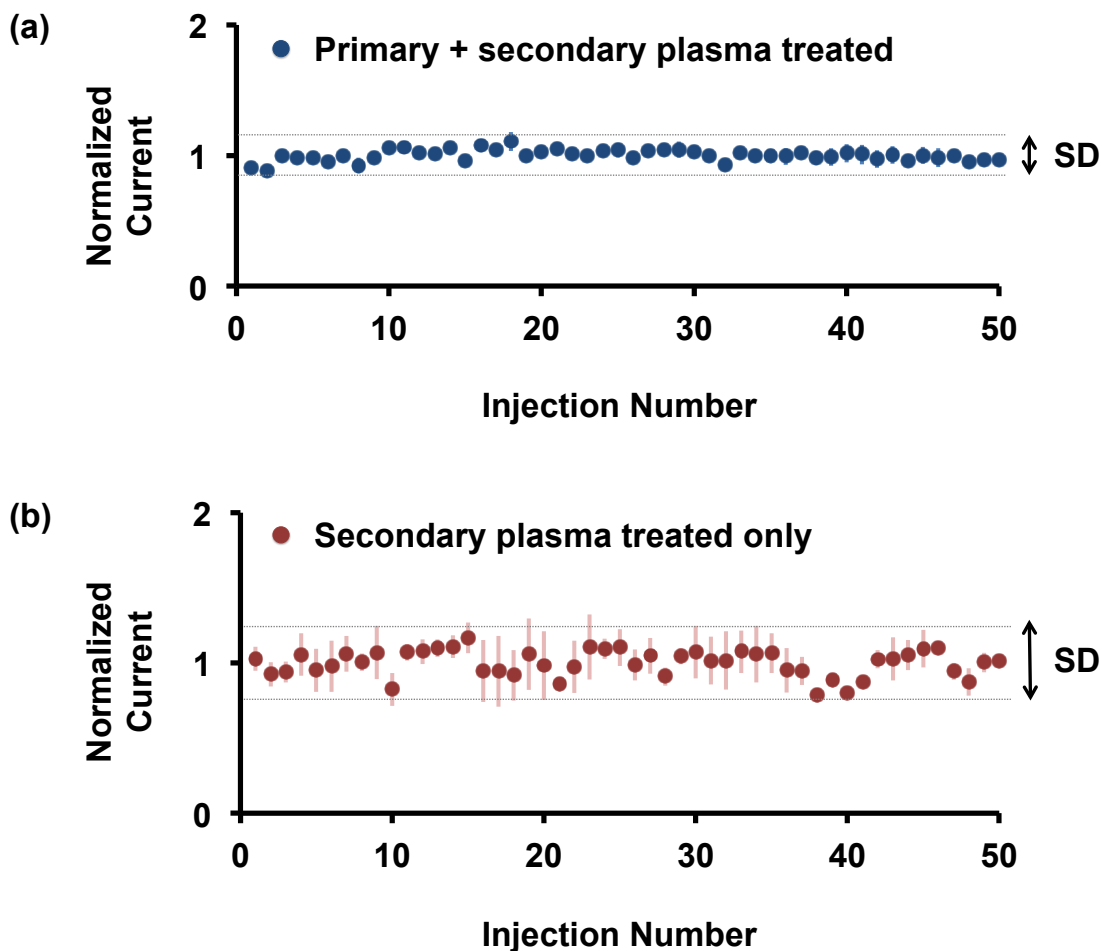 (a)
2
Primary + secondary plasma treated
Normalized
Current
1
SD
0
0 10 20 30 40 50
Injection Number
(b)
2
Secondary plasma treated only
Normalized
Current
1
SD
0
0 10 20 30 40 50
Injection Number